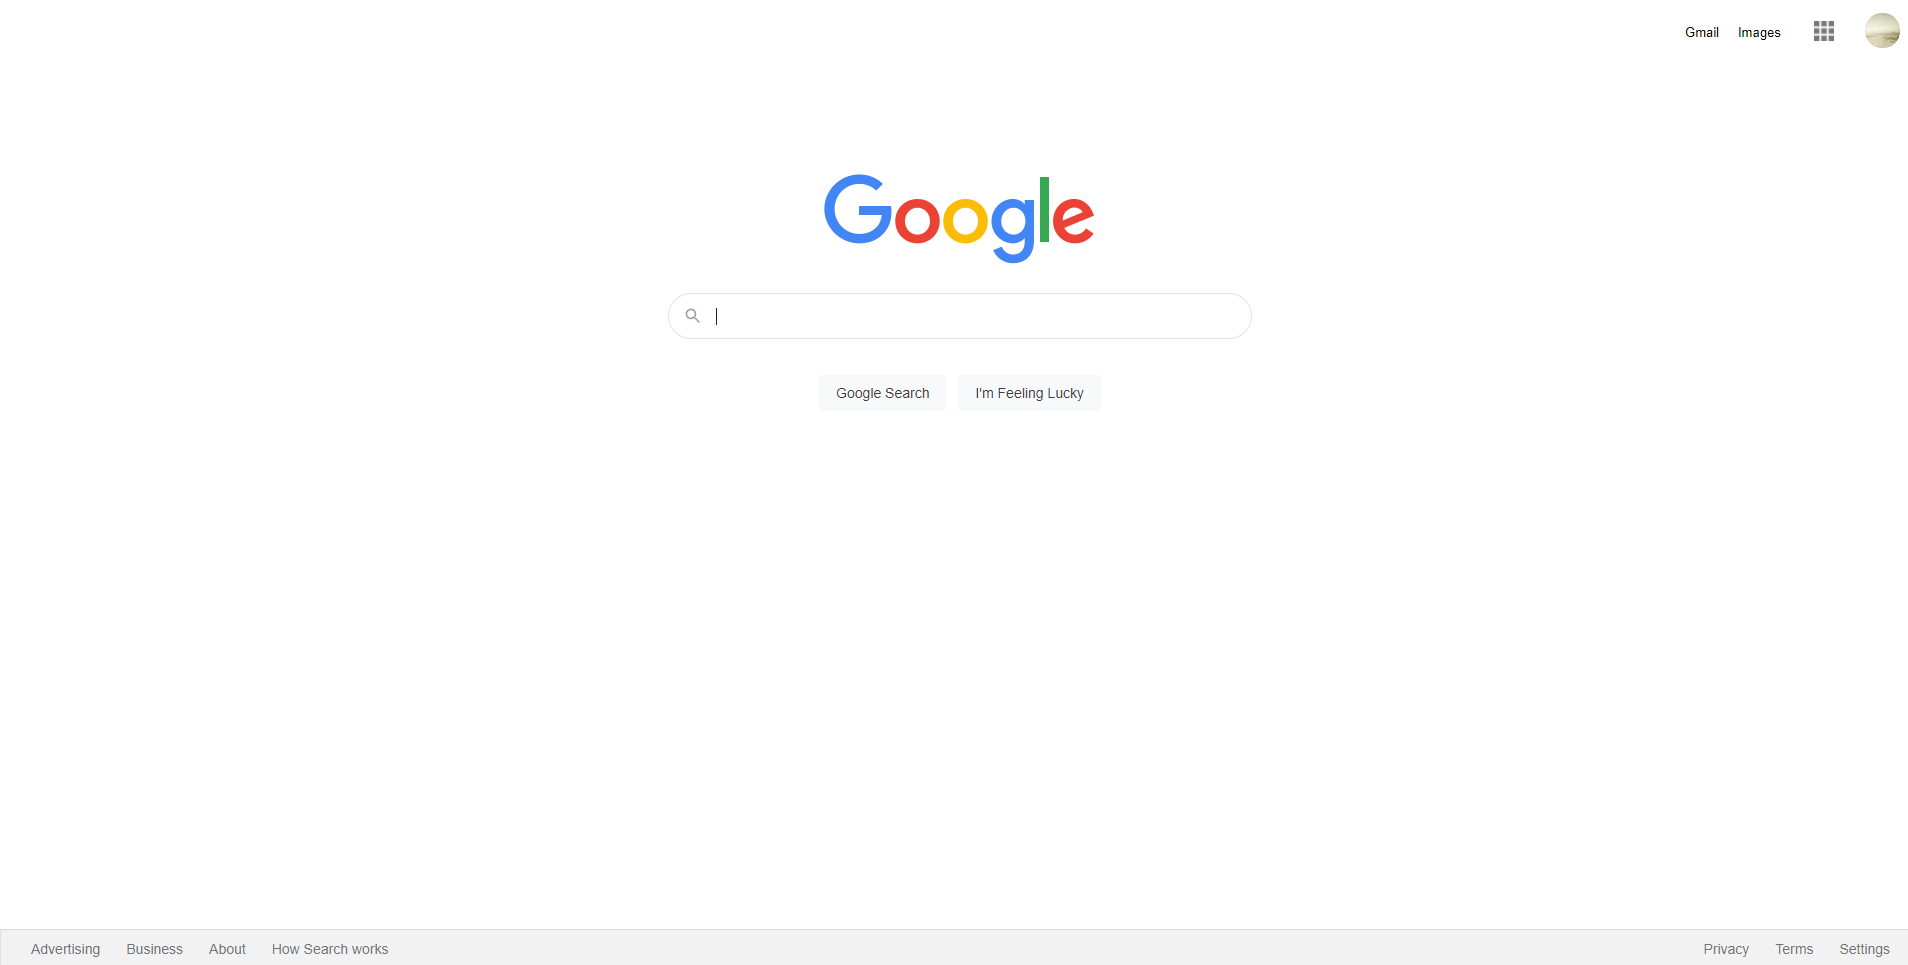 Gmail Images
Google
Google Search I'm Feeling Lucky
Advertising Business About How Search works Privacy Terms Settings